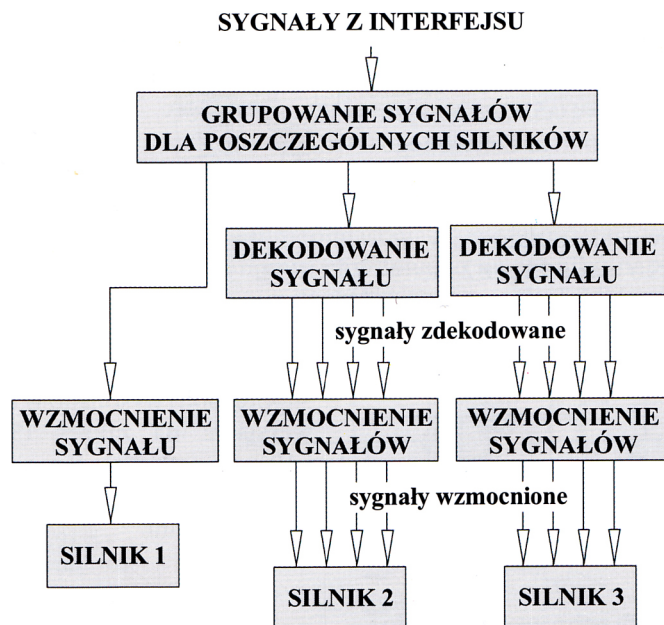 SYGNAŁY Z INTERFEJSU
GRUPOWANIE SYGNAŁÓW
DLA POSZCZEGÓLNYCH SILNIKÓW
DEKODOWANIE
SYGNAŁU
DEKODOWANIE
SYGNAŁU
sygnały zdekodowane
WZMOCNIENIE
SYGNAŁU
WZMOCNIENIE
SYGNAŁÓW
WZMOCNIENIE
SYGNAŁÓW
sygnały wzmocnione
SILNIK 1
SILNIK 2
SILNIK 3